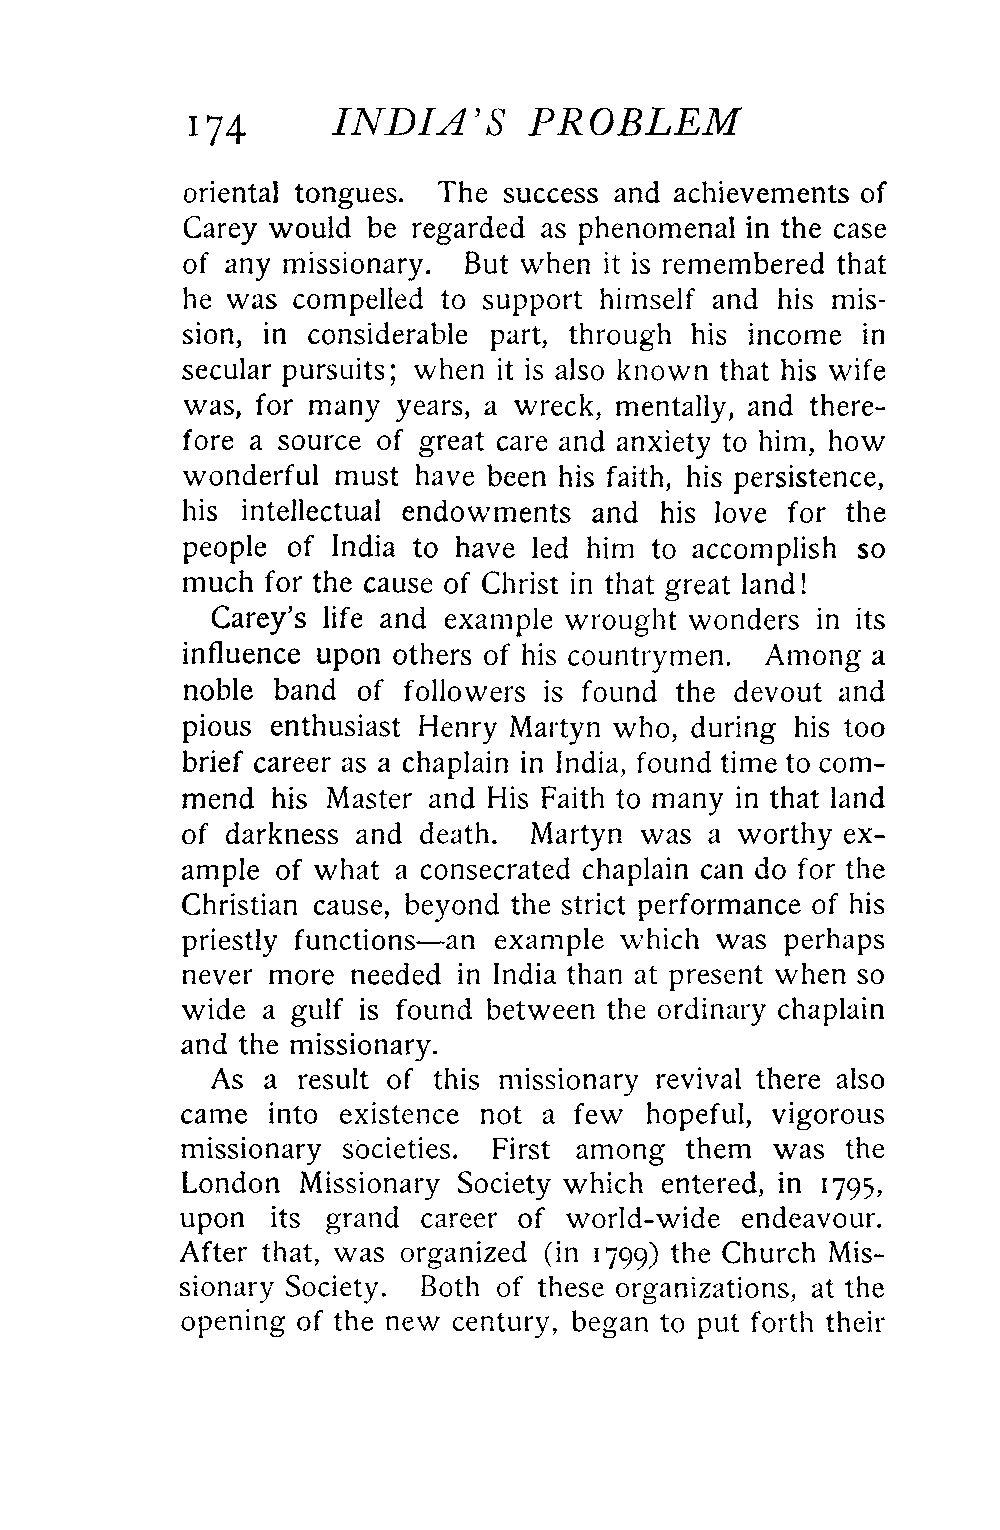 174 INDIA'S PROBLEM
oriental tongues. The success and achievements of
Carey would be regarded as phenomenal in the case
of any missionary. But when it is remembered that
he was compelled to support himself and his mis-
sion, in considerable part, through his income in
secular pursuits; when it is also known that his wife
was, for many years, a wreck, mentally, and there-
fore a source of great care and anxiety to him, how
wonderful must have been his faith, his persistence,
his intellectual endowments and his love for the
people of India to have led him to accomplish so
much for the cause of Christ in that great land!
Carey's life and example wrought wonders in its
influence upon others of his countrymen. Among a
noble band of followers is found the devout and
pious enthusiast Henry Martyn who, during his too
brief career as a chaplain in India, found time to com-
mend his Master and His Faith to many in that land
of darkness and death. Martyn was a worthy ex-
ample of what a consecrated chaplain can do for the
Christian cause, beyond the strict performance of his
priestly functions—an example which was perhaps
never more needed in India than at present when so
wide a gulf is found between the ordinary chaplain
and the missionary.
As a result of this missionary revival there also
came into existence not a few hopeful, vigorous
missionary societies. First among them was the
London Missionary Society which entered, in 1795,
upon its grand career of world-wide endeavour.
After that, was organized (in 1799) the Church Mis-
sionary Society. Both of these organizations, at the
opening of the new century, began to put forth their